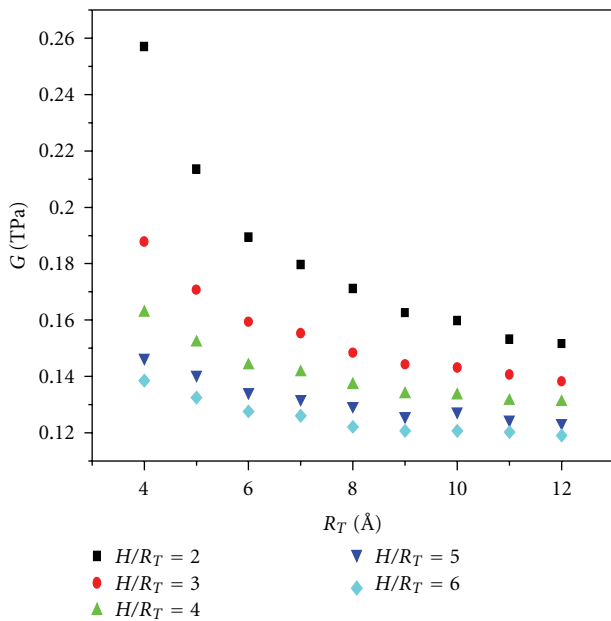 0.26
0.24
0.22
0.2
0.18
0.16
0.14
0.12
G (TPa)
4 6 8 10 12
R_T (Å)
H/R_T = 2
H/R_T = 3
H/R_T = 4
H/R_T = 5
H/R_T = 6